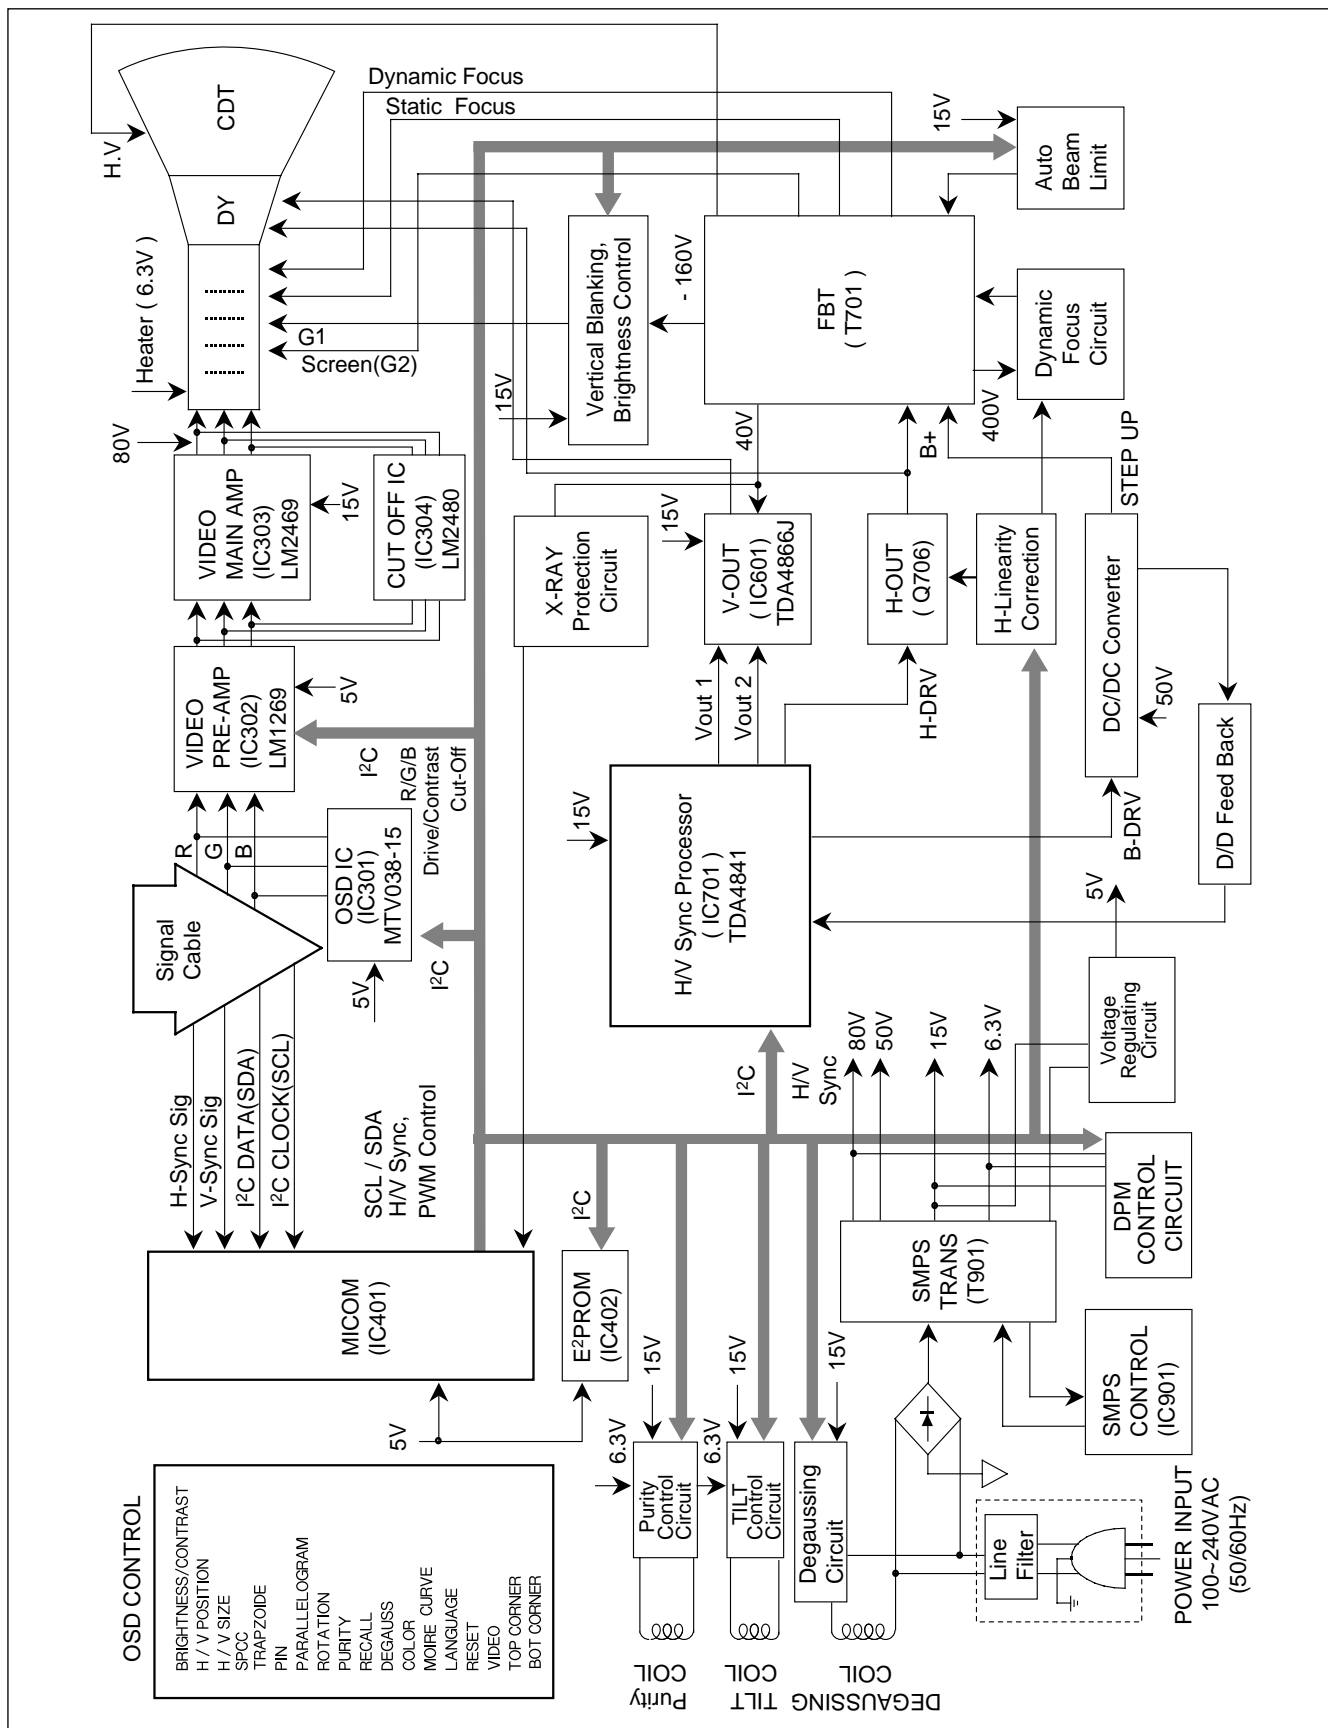 OSD CONTROL
BRIGHTNESS/CONTRAST
H / V POSITION
H / V SIZE
SPCC
TRAPZOIDE
PIN
PARALLELOGRAM
ROTATION
PURITY
RECALL
DEGAUSS
COLOR
MOIRE CURVE
LANGUAGE
RESET
VIDEO
TOP CORNER
BOT CORNER
5V
MICOM
(IC401)
H-Sync Sig
V-Sync Sig
I²C DATA(SDA)
I²C CLOCK(SCL)
SCL / SDA
H/V Sync,
PWM Control
Signal
Cable
R
G
B
OSD IC
(IC301)
MTV038-15
5V
I²C
VIDEO
PRE-AMP
(IC302)
LM1269
5V
I²C
R/G/B
Drive/Contrast
Cut-Off
VIDEO
MAIN AMP
(IC303)
LM2469
15V
80V
CUT OFF IC
(IC304)
LM2480
Heater ( 6.3V )
H.V
CDT
DY
G1
Screen(G2)
Dynamic Focus
Static Focus
E²PROM
(IC402)
I²C
X-RAY
Protection
Circuit
Vertical Blanking,
Brightness Control
15V
- 160V
H/V Sync Processor
( IC701 )
TDA4841
15V
I²C
H/V
Sync
Vout 1
Vout 2
V-OUT
( IC601 )
TDA4866J
15V
40V
FBT
( T701 )
H-DRV
H-OUT
( Q706 )
B+
400V
H-Linearity
Correction
Dynamic
Focus
Circuit
Auto
Beam
Limit
15V
STEP UP
DC/DC Converter
50V
B-DRV
D/D Feed Back
Purity
COIL
Purity
Control
Circuit
6.3V
15V
TILT
COIL
TILT
Control
Circuit
6.3V
15V
DEGAUSSING
COIL
Degaussing
Circuit
15V
SMPS
TRANS
(T901)
80V
50V
15V
6.3V
Voltage
Regulating
Circuit
5V
DPM
CONTROL
CIRCUIT
SMPS
CONTROL
(IC901)
Line
Filter
POWER INPUT
100~240VAC
(50/60Hz)